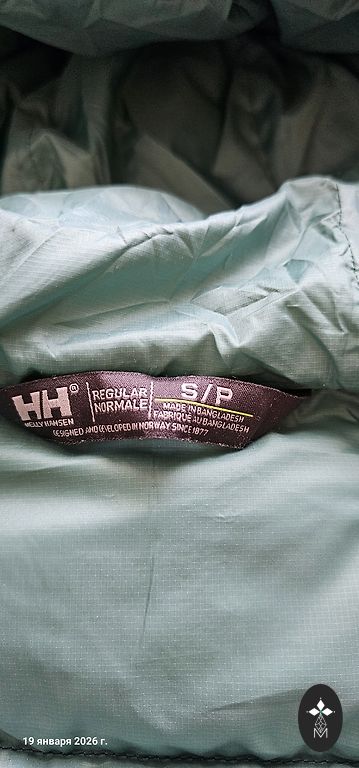 HH®
HELLY HANSEN
REGULAR
NORMALE
S/P
MADE IN BANGLADESH
FABRIQUÉ AU BANGLADESH
DESIGNED AND DEVELOPED IN NORWAY SINCE 1877
19 января 2026 г.
M